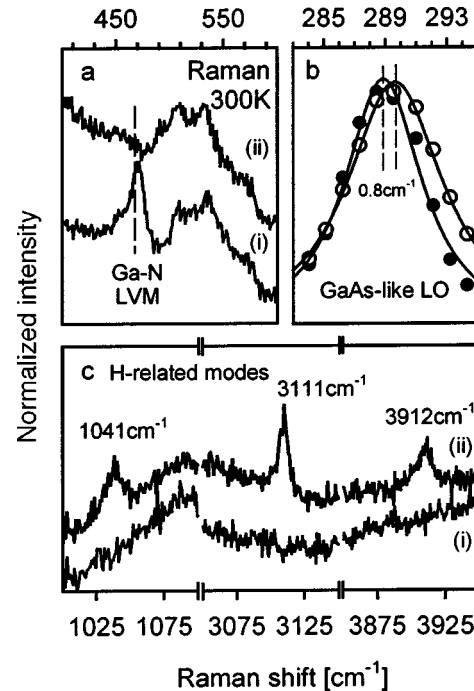 450 550
285 289 293
a Raman
300K
(ii)
(i)
Ga-N
LVM
b
0.8cm-1
GaAs-like LO
Normalized intensity
c H-related modes
1041cm-1
3111cm-1
3912cm-1
(ii)
(i)
1025 1075 3075 3125 3875 3925
Raman shift [cm-1]